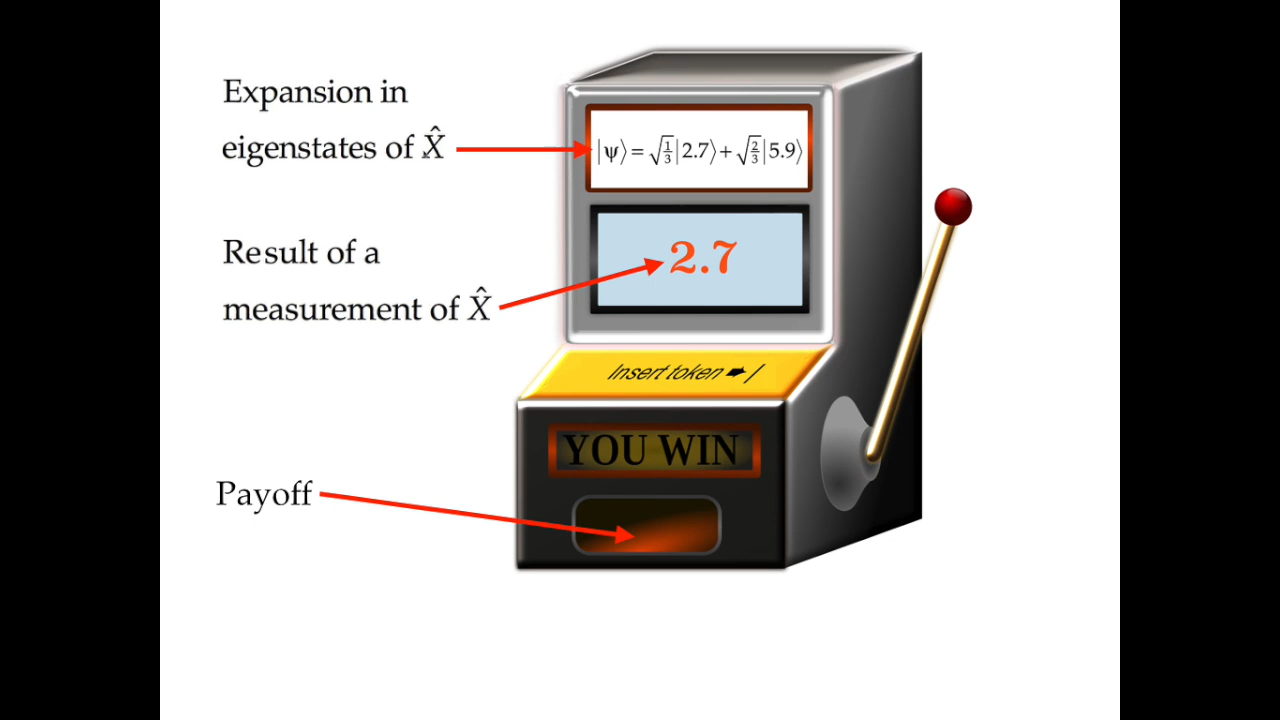 Expansion in
eigenstates of X̂
|ψ⟩ = √1/3 |2.7⟩ + √2/3 |5.9⟩
Result of a
measurement of X̂
2.7
Insert token ➨ |
YOU WIN
Payoff